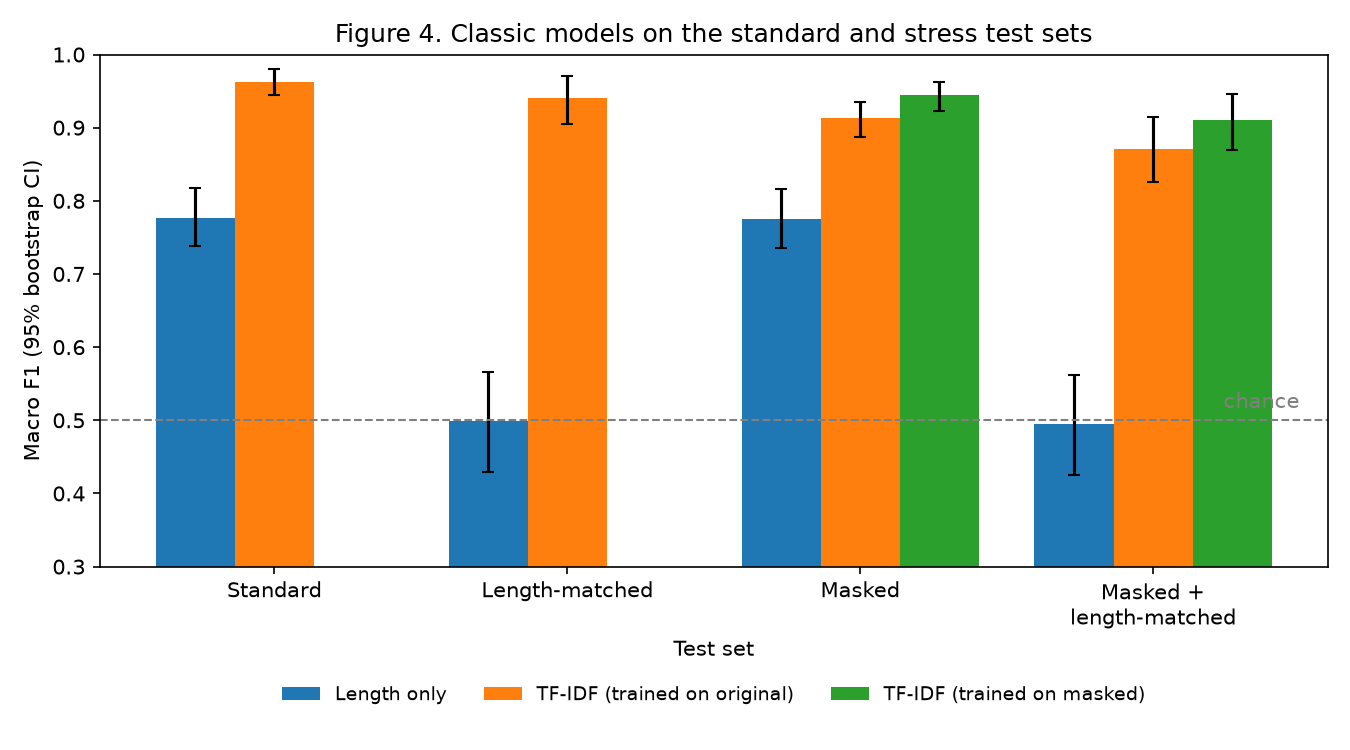 Figure 4. Classic models on the standard and stress test sets
Macro F1 (95% bootstrap CI)
1.0
0.9
0.8
0.7
0.6
0.5
0.4
0.3
chance
Standard
Length-matched
Masked
Masked +
length-matched
Test set
Length only
TF-IDF (trained on original)
TF-IDF (trained on masked)